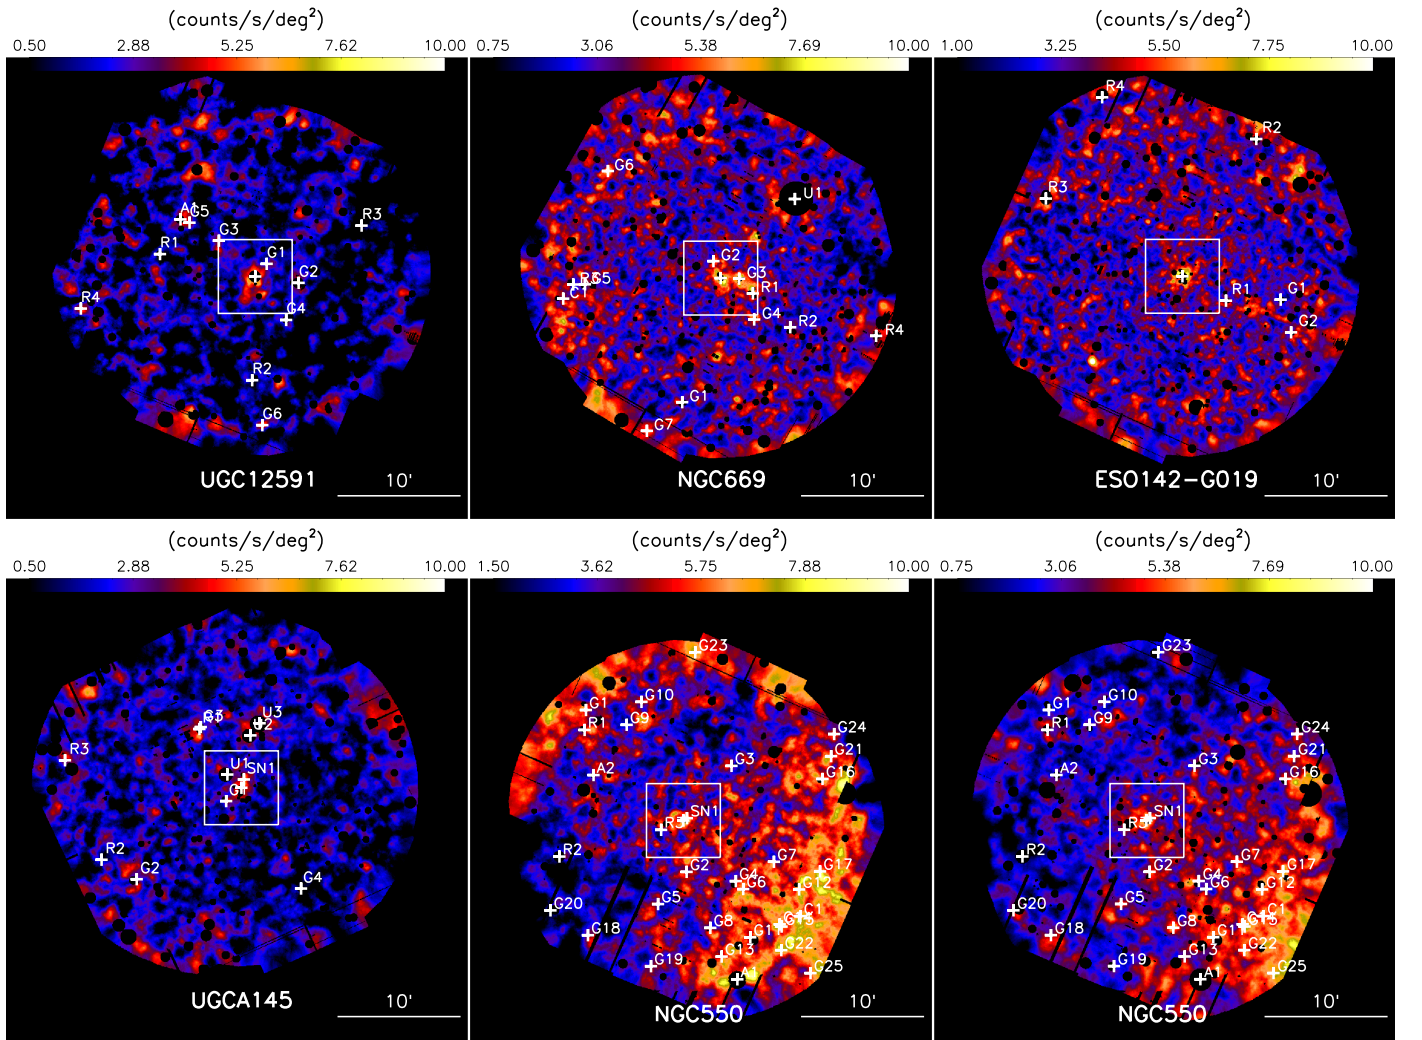 (counts/s/deg²)
0.50 2.88 5.25 7.62 10.00
R3
G5
G3
R1
G1
G2
R4
G4
R2
G6
UGC12591
10'
(counts/s/deg²)
0.75 3.06 5.38 7.69 10.00
G6
U1
G2
G3
G5
C1
R1
G4
R2
R4
G1
G7
NGC669
10'
(counts/s/deg²)
1.00 3.25 5.50 7.75 10.00
R4
R2
R3
R1
G1
G2
ESO142-G019
10'
(counts/s/deg²)
0.50 2.88 5.25 7.62 10.00
U3
R3
U1
SN1
R2
G2
G4
UGCA145
10'
(counts/s/deg²)
1.50 3.62 5.75 7.88 10.00
G23
G10
G1
R1
G9
G24
G21
G3
A2
G16
SN1
R2
G7
G2
G17
G4
G6
G12
G5
G20
C1
G8
G18
G22
G13
G19
G25
A1
NGC550
10'
(counts/s/deg²)
0.75 3.06 5.38 7.69 10.00
G23
G10
G1
R1
G9
G24
G21
G3
A2
G16
SN1
R2
G7
G2
G17
G4
G6
G12
G5
G20
C1
G8
G18
G22
G13
G19
G25
A1
NGC550
10'